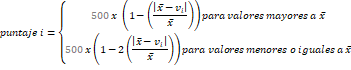 puntaje i = { 500 x (1 − (|x̄ − vᵢ| / x̄)) para valores mayores a x̄
500 x (1 − 2 (|x̄ − vᵢ| / x̄)) para valores menores o iguales a x̄